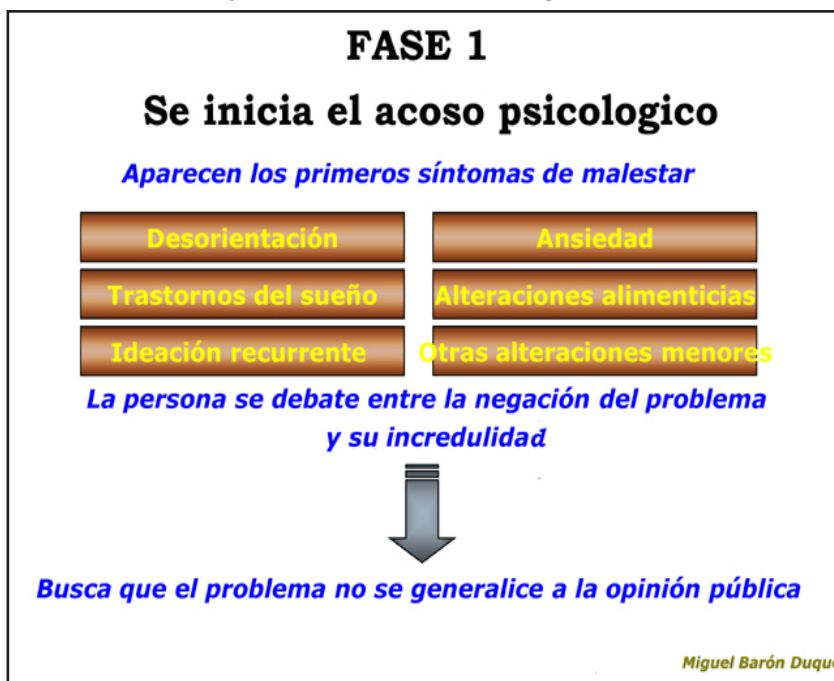 FASE 1
Se inicia el acoso psicologico
Aparecen los primeros síntomas de malestar
Desorientación
Ansiedad
Trastornos del sueño
Alteraciones alimenticias
Ideación recurrente
Otras alteraciones menores
La persona se debate entre la negación del problema
y su incredulidad
Busca que el problema no se generalice a la opinión pública
Miguel Barón Duque